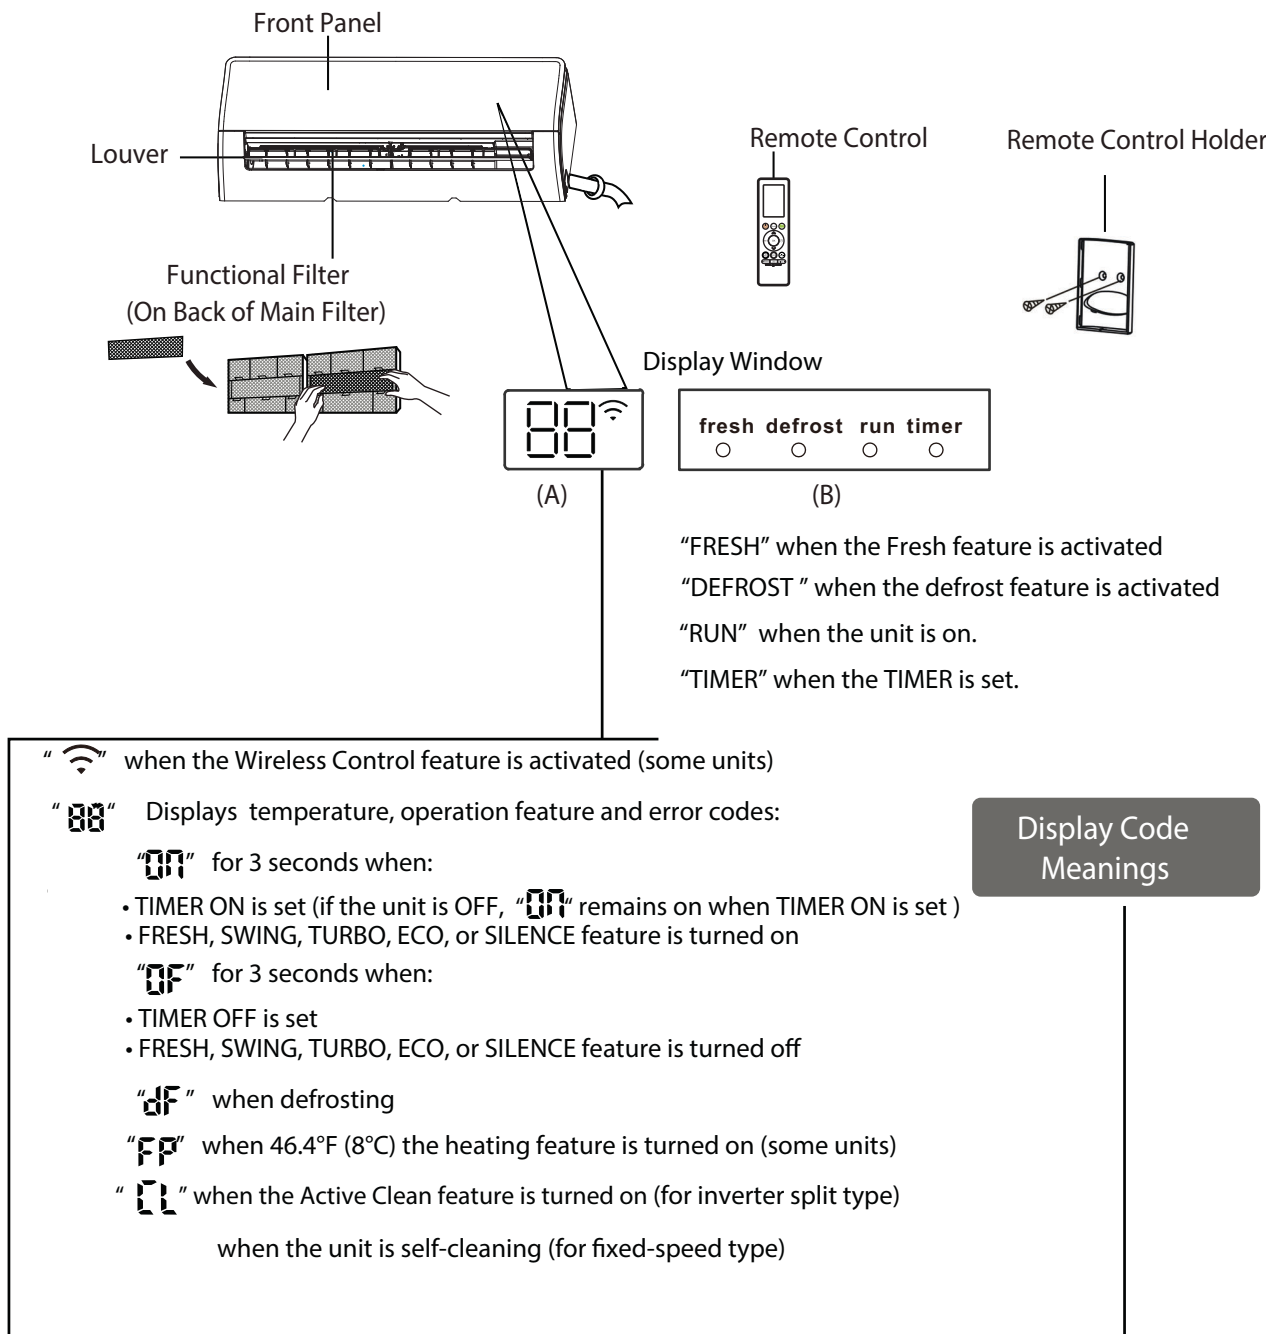 Front Panel
Louver
Remote Control
Remote Control Holder
Functional Filter
(On Back of Main Filter)
Display Window
88
fresh defrost run timer
(A)
(B)
“FRESH” when the Fresh feature is activated
“DEFROST ” when the defrost feature is activated
“RUN” when the unit is on.
“TIMER” when the TIMER is set.
“ ” when the Wireless Control feature is activated (some units)
“ 88 “ Displays temperature, operation feature and error codes:
“ON” for 3 seconds when:
• TIMER ON is set (if the unit is OFF, “ON“ remains on when TIMER ON is set )
• FRESH, SWING, TURBO, ECO, or SILENCE feature is turned on
“OF” for 3 seconds when:
• TIMER OFF is set
• FRESH, SWING, TURBO, ECO, or SILENCE feature is turned off
“dF ” when defrosting
“FP” when 46.4°F (8°C) the heating feature is turned on (some units)
“ CL ” when the Active Clean feature is turned on (for inverter split type)
when the unit is self-cleaning (for fixed-speed type)
Display Code
Meanings